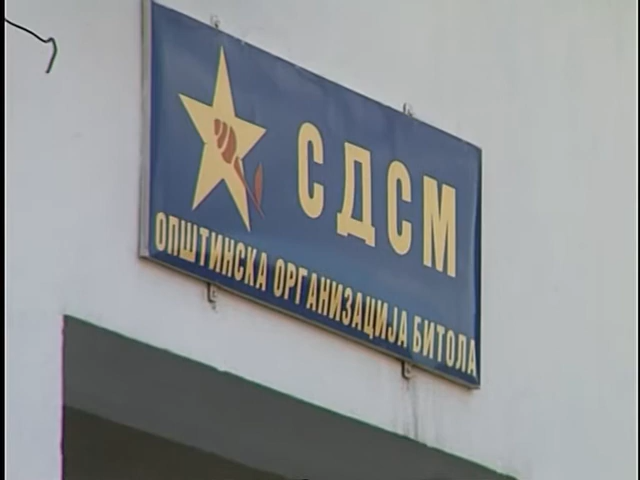 СДСМ
ОПШТИНСКА ОРГАНИЗАЦИЈА БИТОЛА